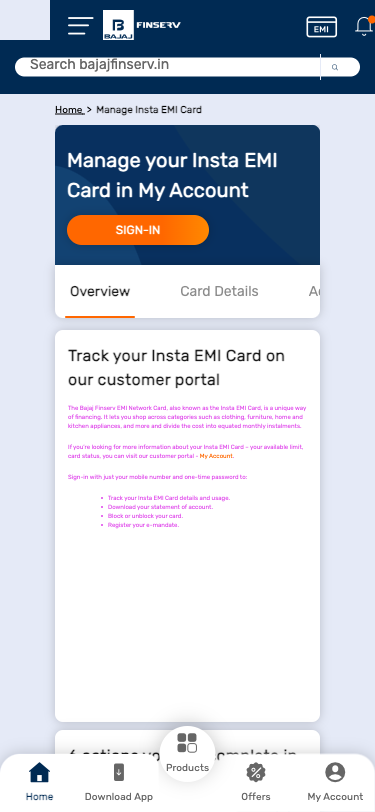 BAJAJ FINSERV
EMI
Search bajajfinserv.in
Home > Manage Insta EMI Card
Manage your Insta EMI
Card in My Account
SIGN-IN
Overview Card Details
Track your Insta EMI Card on
our customer portal
The Bajaj Finserv EMI Network Card, also known as the Insta EMI Card, is a unique way
of financing. It lets you shop across categories such as clothing, furniture, home and
kitchen appliances, and more and divide the cost into equated monthly instalments.
If you're looking for more information about your Insta EMI Card – your available limit,
card status, you can visit our customer portal - My Account.
Sign-in with just your mobile number and one-time password to:
• Track your Insta EMI Card details and usage.
• Download your statement of account.
• Block or unblock your card.
• Register your e-mandate.
Home
Download App
Products
Offers
My Account